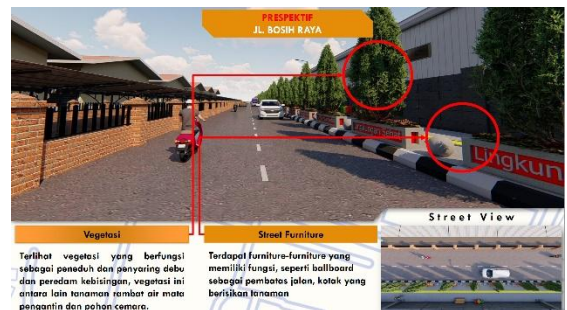 PRESPEKTIF
JL. BOSIH RAYA
Lingkun
Street View
Vegetasi
Terlihat vegetasi yang berfungsi
sebagai peneduh dan penyaring debu
dan peredam kebisingan, vegetasi ini
antara lain tanaman rambat air mata
pengantin dan pohon cemara.
Street Furniture
Terdapat furniture-furniture yang
memiliki fungsi, seperti ballboard
sebagai pembatas jalan, kotak yang
berisikan tanaman